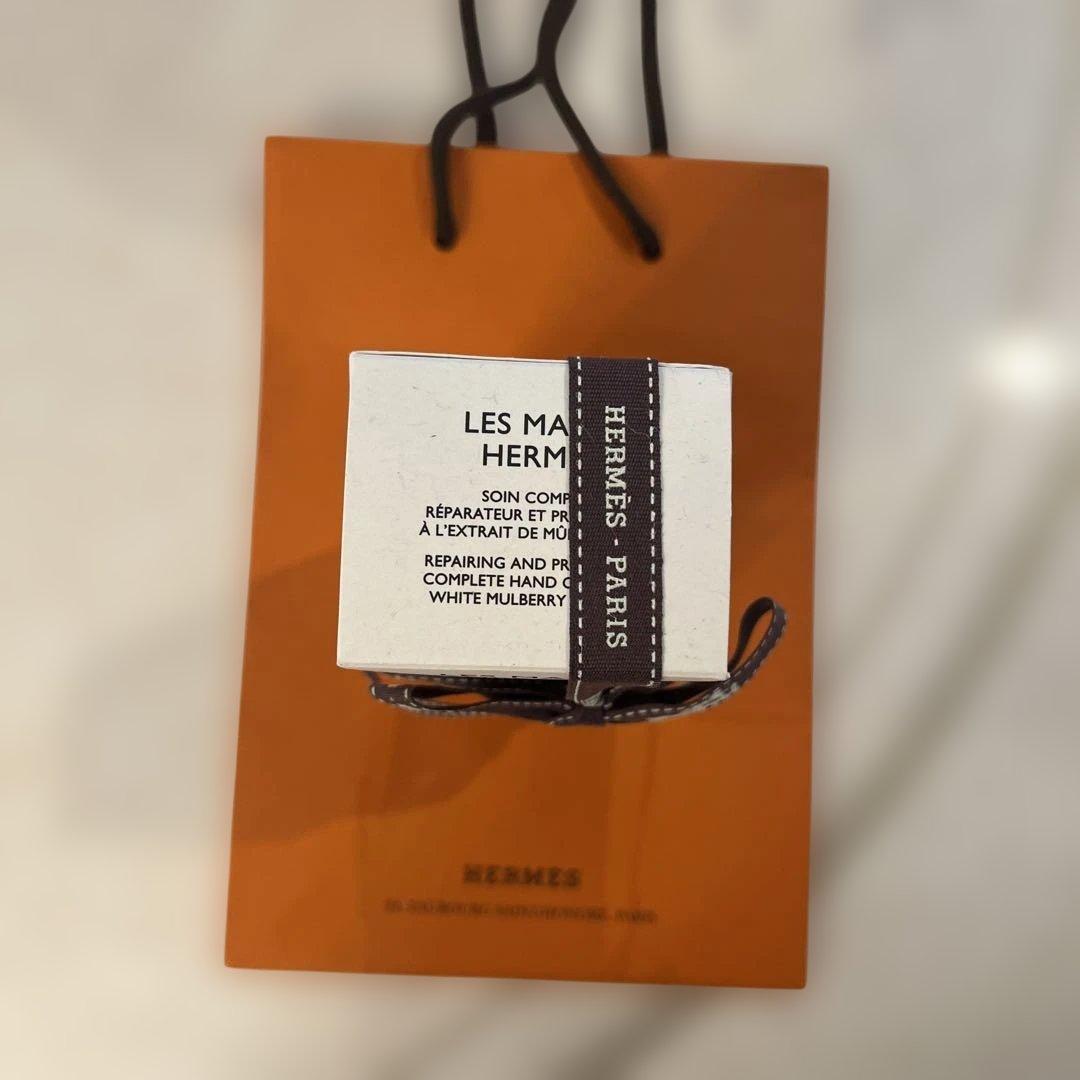 LES MA
HERM
SOIN COMP
RÉPARATEUR ET PR
À L'EXTRAIT DE MÛ
REPAIRING AND PR
COMPLETE HAND C
WHITE MULBERRY
HERMÈS · PARIS
HERMÈS